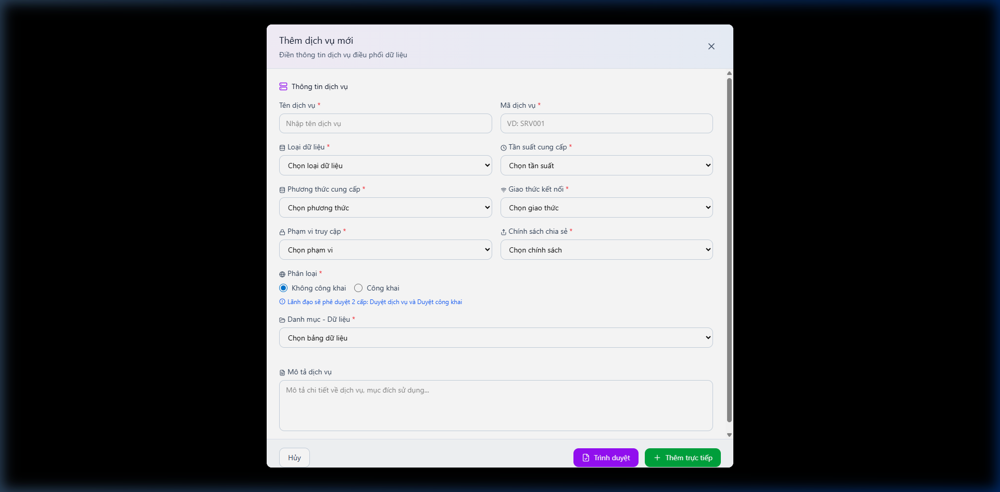 Thêm dịch vụ mới
Điền thông tin dịch vụ điều phối dữ liệu
Thông tin dịch vụ
Tên dịch vụ *
Mã dịch vụ *
Nhập tên dịch vụ
VD: SRV001
Loại dữ liệu *
Tần suất cung cấp *
Chọn loại dữ liệu
Chọn tần suất
Phương thức cung cấp *
Giao thức kết nối *
Chọn phương thức
Chọn giao thức
Phạm vi truy cập *
Chính sách chia sẻ *
Chọn phạm vi
Chọn chính sách
Phân loại *
Không công khai
Công khai
Lãnh đạo sẽ phê duyệt 2 cấp: Duyệt dịch vụ và Duyệt công khai
Danh mục - Dữ liệu *
Chọn bảng dữ liệu
Mô tả dịch vụ
Mô tả chi tiết về dịch vụ, mục đích sử dụng...
Hủy
Trình duyệt
Thêm trực tiếp